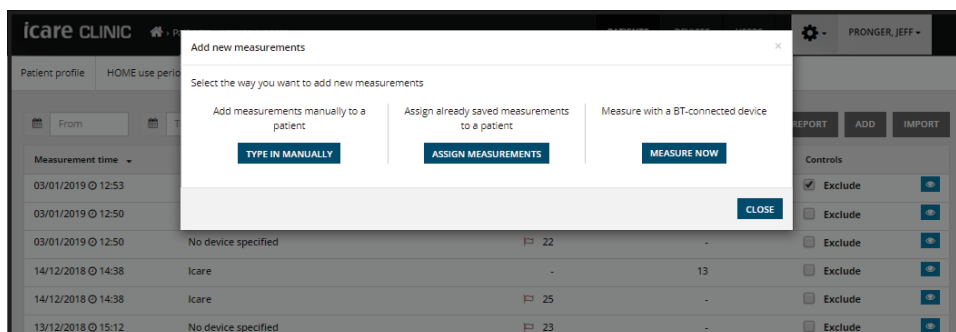 icare CLINIC
PRONGER, JEFF
Add new measurements
×
Patient profile
HOME use perio
Select the way you want to add new measurements
Add measurements manually to a patient
TYPE IN MANUALLY
Assign already saved measurements to a patient
ASSIGN MEASUREMENTS
Measure with a BT-connected device
MEASURE NOW
CLOSE
From
T
REPORT
ADD
IMPORT
Measurement time
Controls
03/01/2019 12:53
Exclude
03/01/2019 12:50
Exclude
03/01/2019 12:50 No device specified 22 - Exclude
14/12/2018 14:38 Icare - 13 Exclude
14/12/2018 14:38 Icare 25 - Exclude
13/12/2018 15:12 No device specified 23 - Exclude